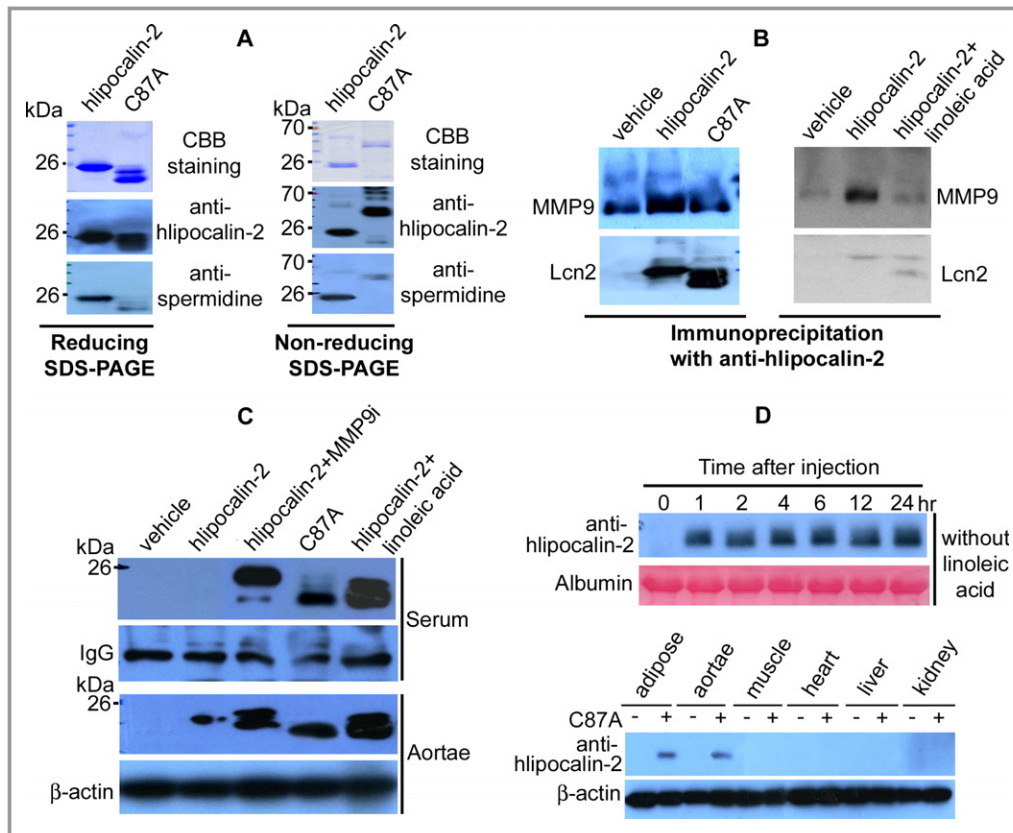 A
hlipocalin-2
C87A
kDa
26
CBB
staining
26
anti-
hlipocalin-2
26
anti-
spermidine
Reducing
SDS-PAGE
hlipocalin-2
C87A
kDa
70
26
CBB
staining
70
26
anti-
hlipocalin-2
70
26
anti-
spermidine
Non-reducing
SDS-PAGE
B
vehicle
hlipocalin-2
C87A
MMP9
Lcn2
vehicle
hlipocalin-2
hlipocalin-2+
linoleic acid
MMP9
Lcn2
Immunoprecipitation
with anti-hlipocalin-2
C
vehicle
hlipocalin-2
hlipocalin-2+MMP9i
C87A
hlipocalin-2+
linoleic acid
kDa
26
Serum
IgG
kDa
26
Aortae
β-actin
D
Time after injection
0 1 2 4 6 12 24 hr
anti-
hlipocalin-2
Albumin
without
linoleic
acid
adipose
aortae
muscle
heart
liver
kidney
C87A - + - + - + - + - + - +
anti-
hlipocalin-2
β-actin